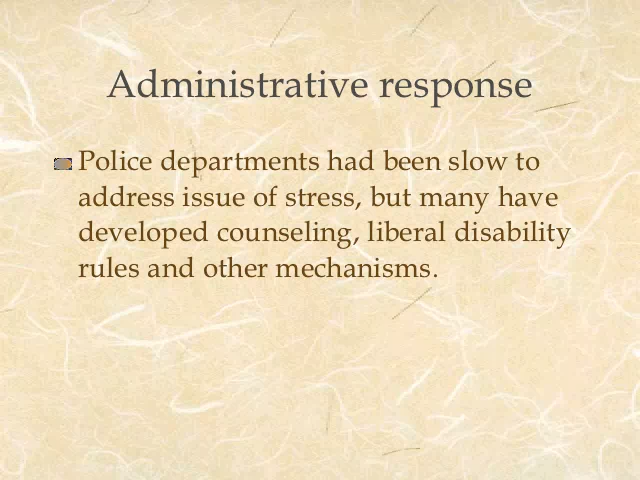 Administrative response
Police departments had been slow to
address issue of stress, but many have
developed counseling, liberal disability
rules and other mechanisms.